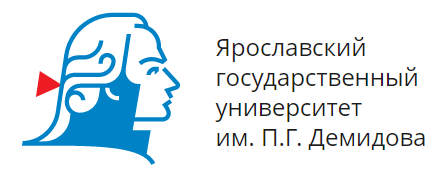 Ярославский
государственный
университет
им. П.Г. Демидова